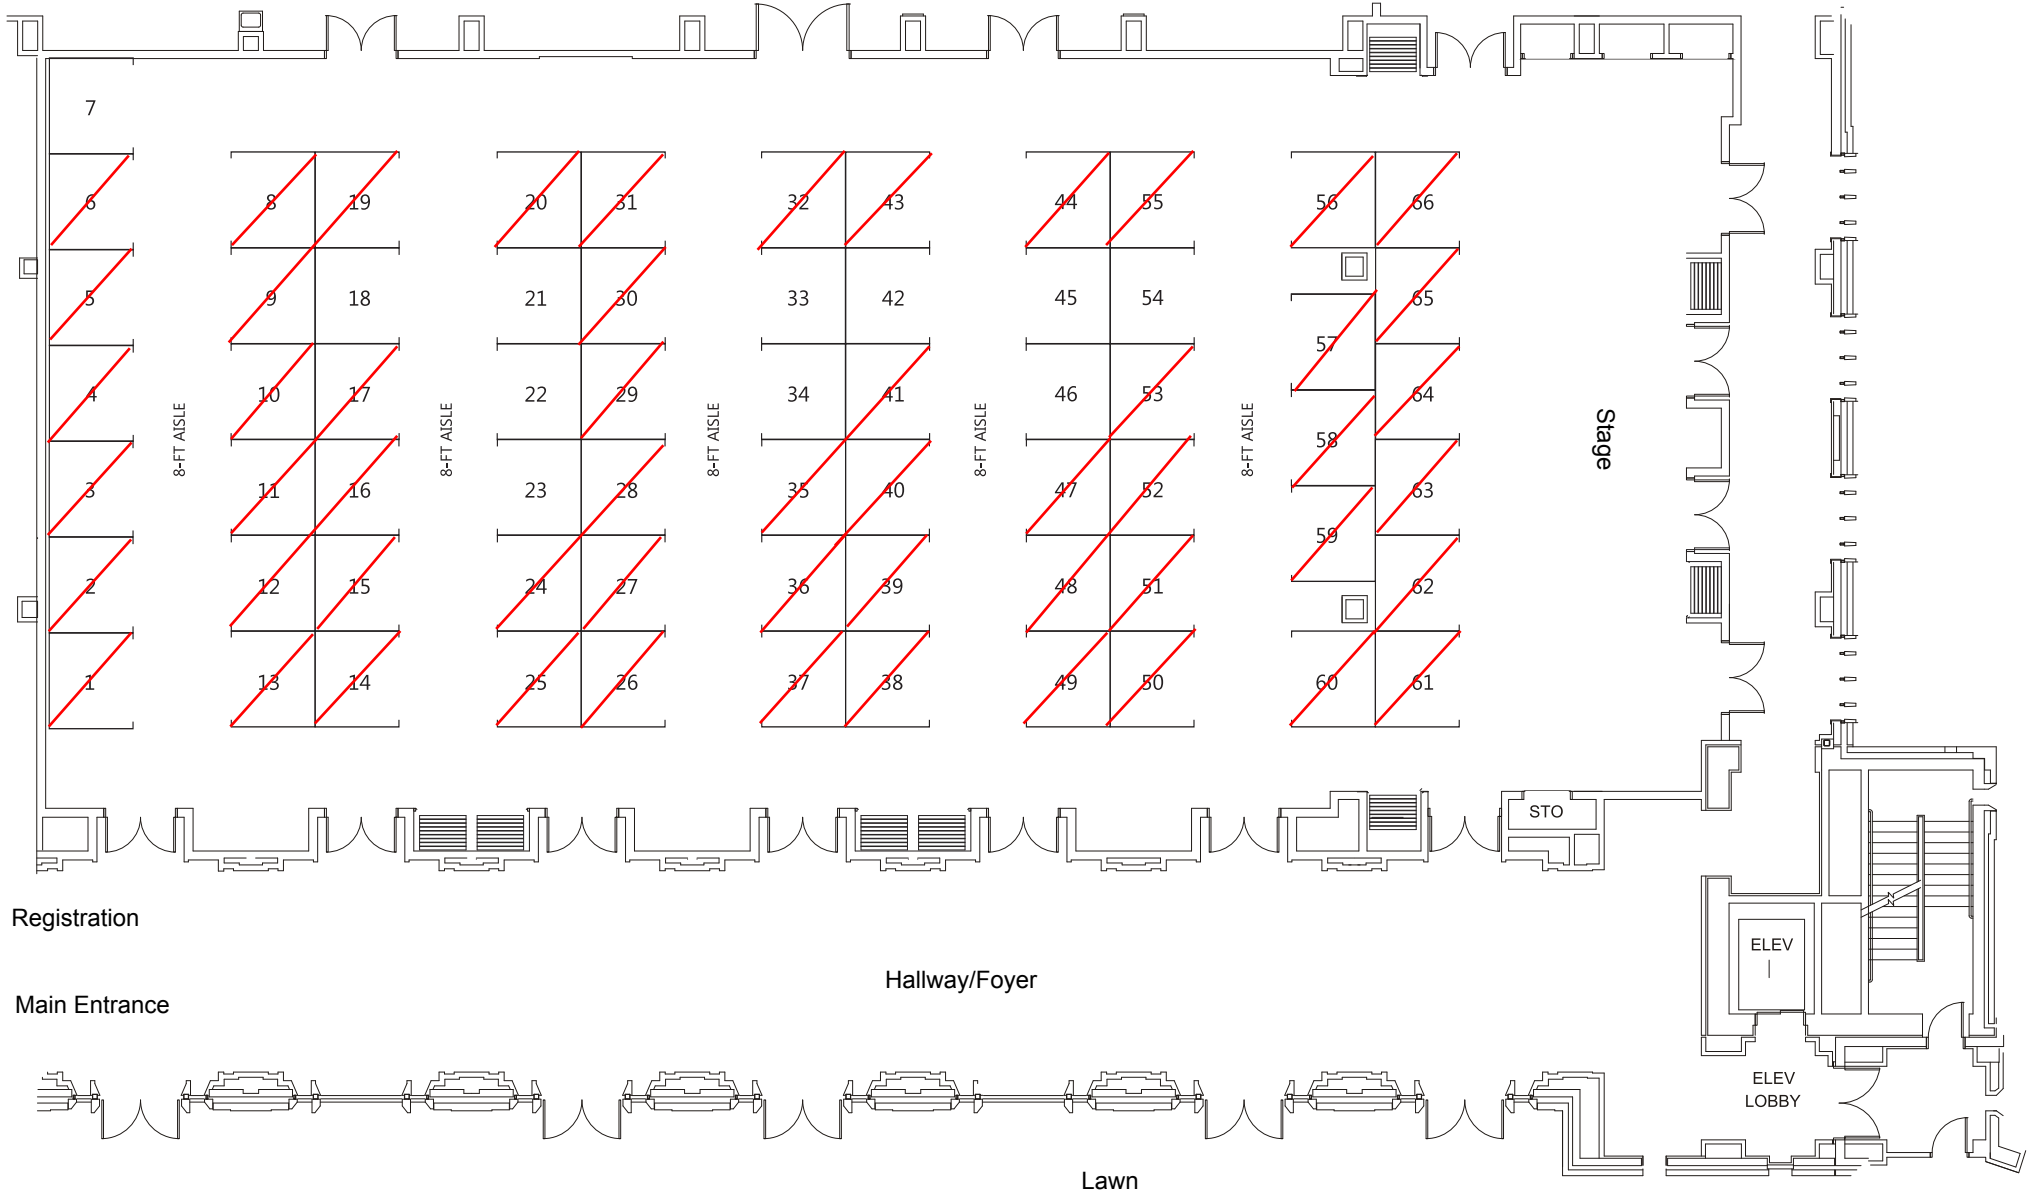 7
6 8 19 20 31 32 43 44 55 56 66
5 9 18 21 30 33 42 45 54 65
57
4 10 17 22 29 34 41 46 53 64
8-FT AISLE 8-FT AISLE 8-FT AISLE 8-FT AISLE 8-FT AISLE
Stage
58
3 11 16 23 28 35 40 47 52 63
59
2 12 15 24 27 36 39 48 51 62
1 13 14 25 26 37 38 49 50 60 61
STO
Registration
ELEV
Hallway/Foyer
Main Entrance
ELEV
LOBBY
Lawn